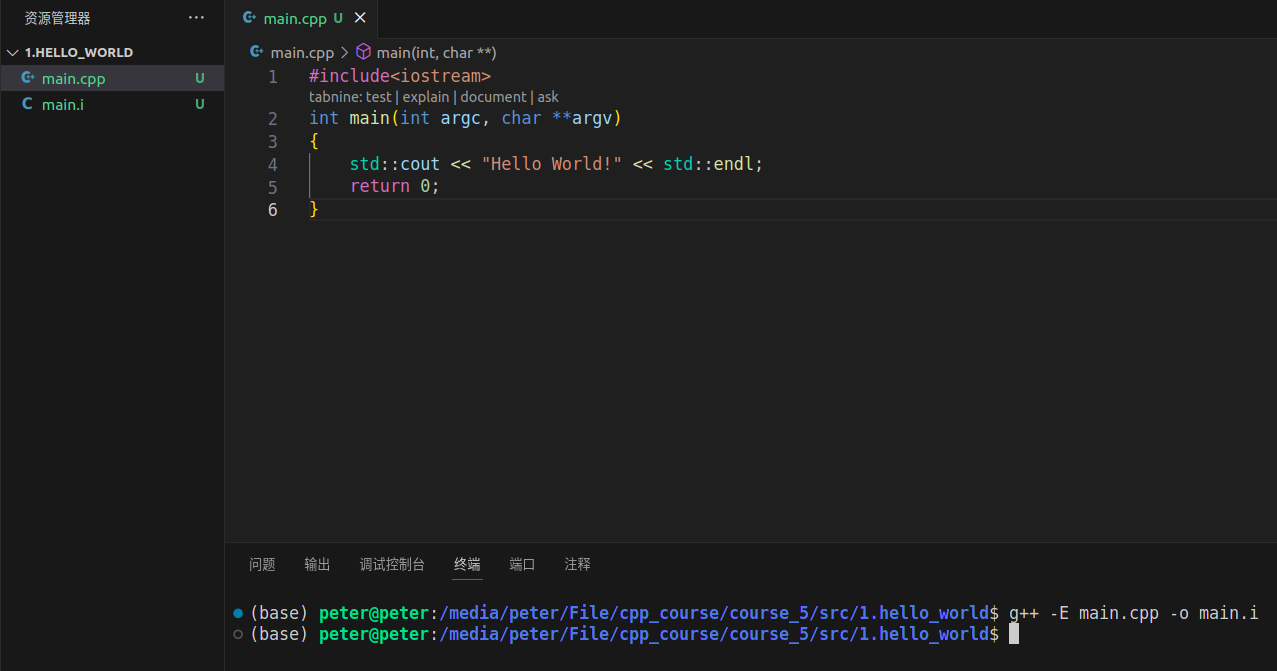 资源管理器 ···
1.HELLO_WORLD
main.cpp U
main.i U
main.cpp U
main.cpp > main(int, char **)
1 #include<iostream>
tabnine: test | explain | document | ask
2 int main(int argc, char **argv)
3 {
4 std::cout << "Hello World!" << std::endl;
5 return 0;
6 }
问题 输出 调试控制台 终端 端口 注释
(base) peter@peter:/media/peter/File/cpp_course/course_5/src/1.hello_world$ g++ -E main.cpp -o main.i
(base) peter@peter:/media/peter/File/cpp_course/course_5/src/1.hello_world$